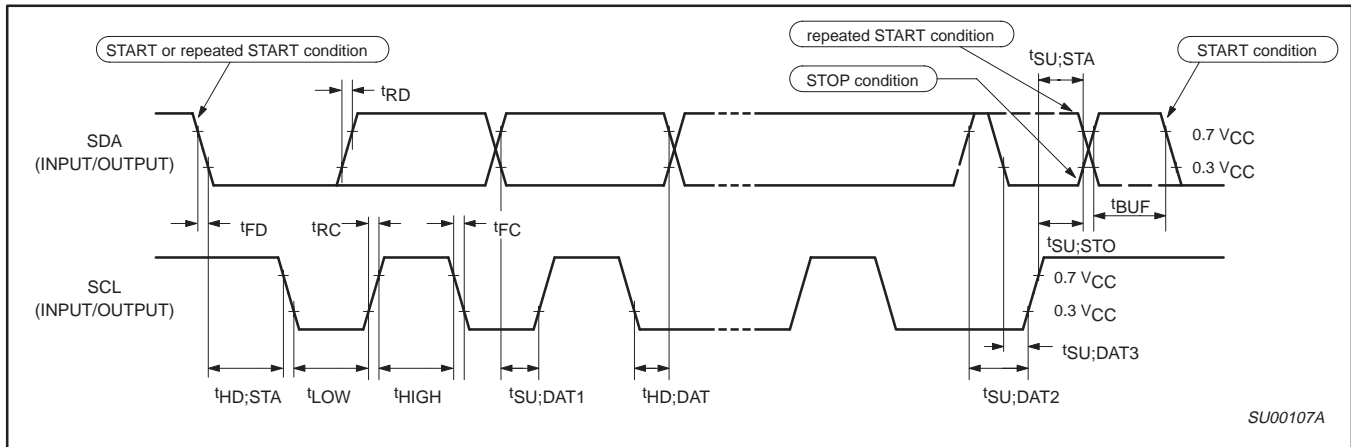 START or repeated START condition
repeated START condition
START condition
tSU;STA
STOP condition
tRD
SDA
(INPUT/OUTPUT)
0.7 VCC
0.3 VCC
tFD
tRC
tFC
tBUF
tSU;STO
SCL
(INPUT/OUTPUT)
0.7 VCC
0.3 VCC
tSU;DAT3
tHD;STA
tLOW
tHIGH
tSU;DAT1
tHD;DAT
tSU;DAT2
SU00107A